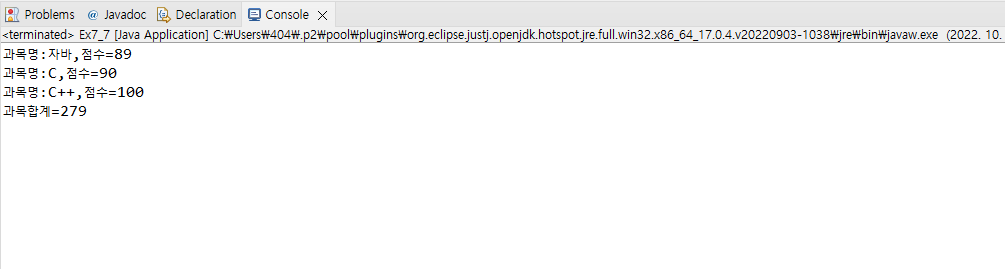 Problems @ Javadoc Declaration Console
<terminated> Ex7_7 [Java Application] C:₩Users₩404₩.p2₩pool₩plugins₩org.eclipse.justj.openjdk.hotspot.jre.full.win32.x86_64_17.0.4.v20220903-1038₩jre₩bin₩javaw.exe (2022. 10.
과목명:자바,점수=89
과목명:C,점수=90
과목명:C++,점수=100
과목합계=279